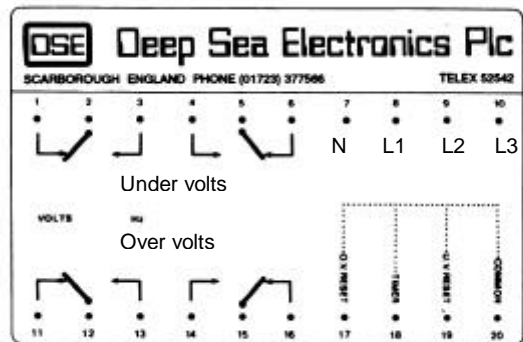 DSE Deep Sea Electronics Plc
SCARBOROUGH ENGLAND PHONE (01723) 377566 TELEX 52542
1 2 3 4 5 6 7 8 9 10
N L1 L2 L3
Under volts
VOLTS HZ
Over volts
O.V RESET TIMER U.V RESET COMMON
11 12 13 14 15 16 17 18 19 20